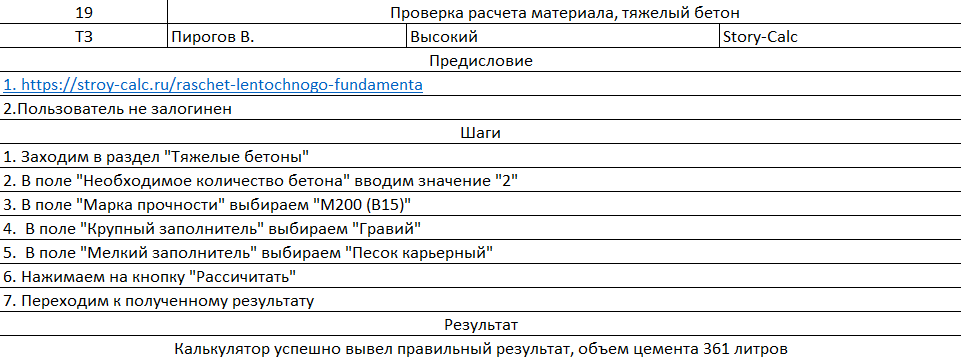 19 Проверка расчета материала, тяжелый бетон
ТЗ Пирогов В. Высокий Story-Calc
Предисловие
1. https://stroy-calc.ru/raschet-lentochnogo-fundamenta
2.Пользователь не залогинен
Шаги
1. Заходим в раздел "Тяжелые бетоны"
2. В поле "Необходимое количество бетона" вводим значение "2"
3. В поле "Марка прочности" выбираем "М200 (В15)"
4.  В поле "Крупный заполнитель" выбираем "Гравий"
5.  В поле "Мелкий заполнитель" выбираем "Песок карьерный"
6. Нажимаем на кнопку "Рассичитать"
7. Переходим к полученному результату
Результат
Калькулятор успешно вывел правильный результат, объем цемента 361 литров